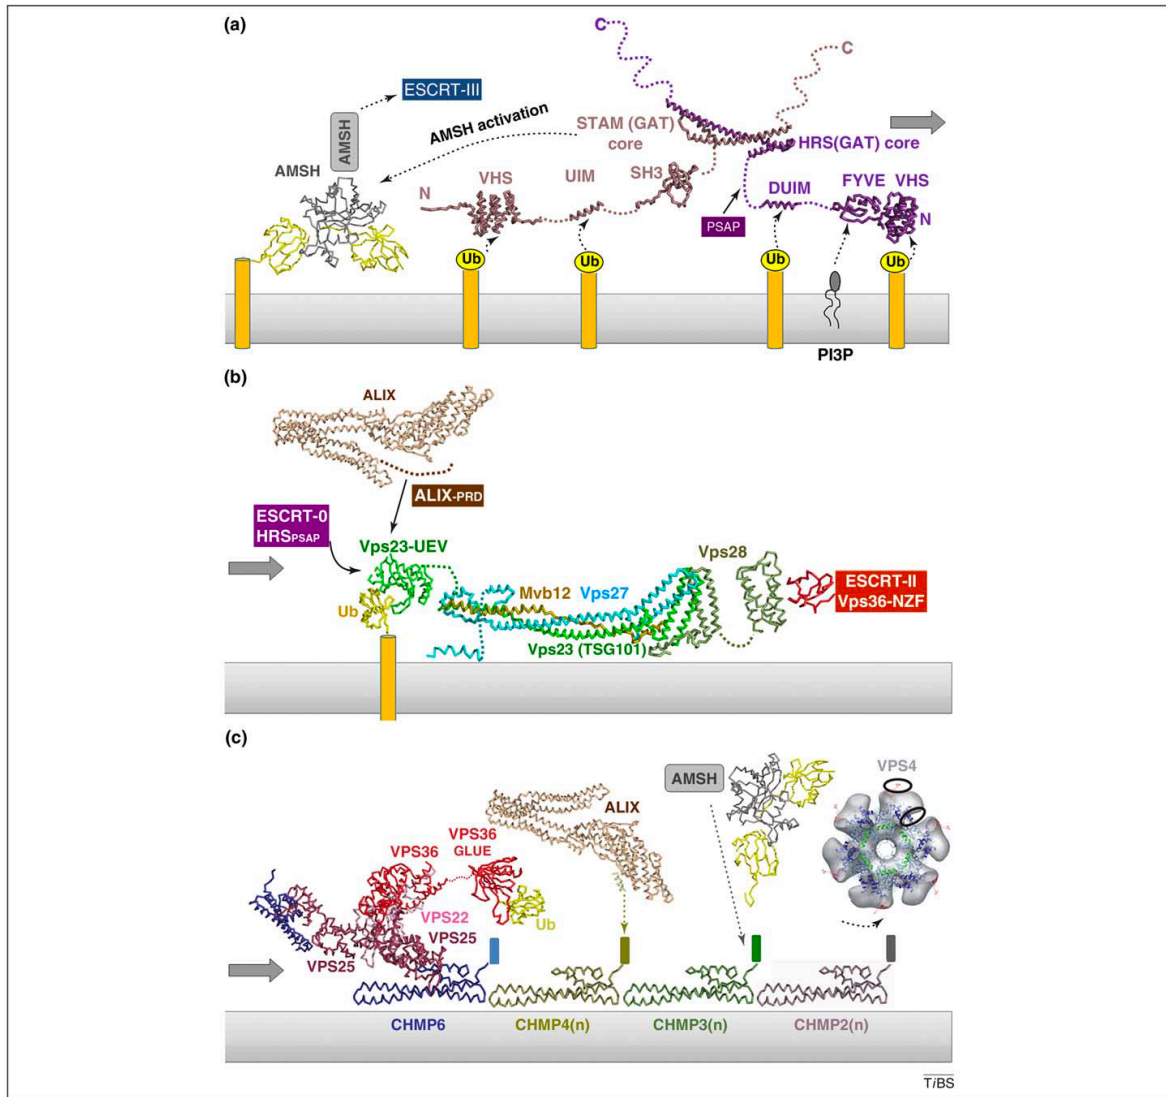 (a)
C
C
ESCRT-III
AMSH
AMSH activation
STAM (GAT)
core
HRS(GAT) core
AMSH
N
VHS
UIM
SH3
PSAP
DUIM
FYVE
VHS
N
Ub
Ub
Ub
Ub
PI3P
(b)
ALIX
ALIX-PRD
ESCRT-0
HRSPSAP
Vps23-UEV
Ub
Mvb12
Vps27
Vps28
Vps23 (TSG101)
ESCRT-II
Vps36-NZF
(c)
AMSH
VPS4
ALIX
VPS36
VPS36
GLUE
VPS22
Ub
VPS25
VPS25
CHMP6
CHMP4(n)
CHMP3(n)
CHMP2(n)
TiBS